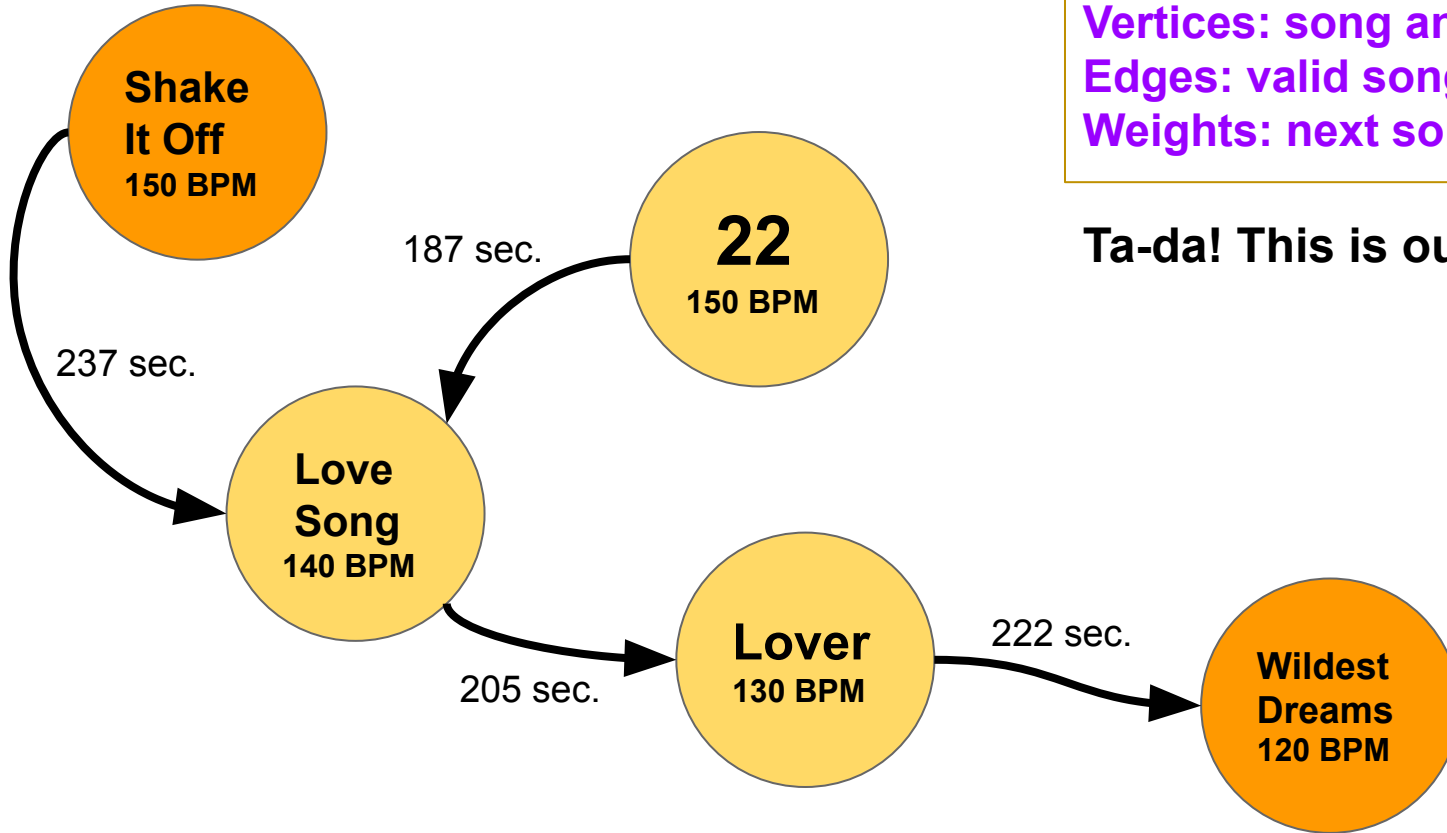 Vertices: song
Edges: valid
Weights: next
Ta-da! This is
Shake
It Off
150 BPM
187 sec.
22
150 BPM
237 sec.
Love
Song
140 BPM
205 sec.
Lover
130 BPM
222 sec.
Wildest
Dreams
120 BPM